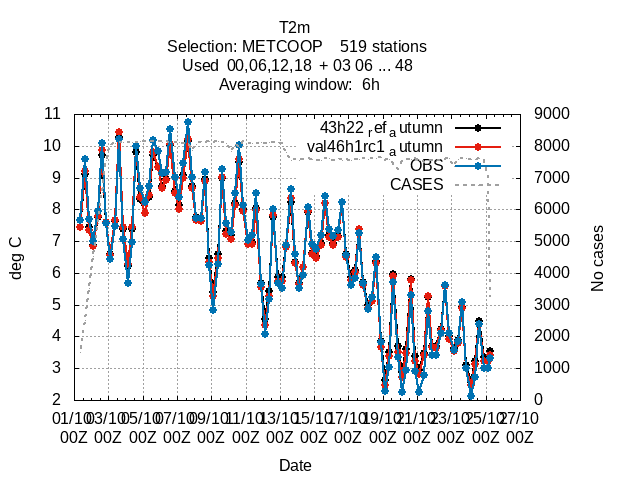 T2m
Selection: METCOOP    519 stations
Used  00,06,12,18  + 03 06 ... 48
Averaging window:  6h
43h22_ref_autumn
val46h1rc1_autumn
OBS
CASES
deg C
11
10
9
8
7
6
5
4
3
2
No cases
9000
8000
7000
6000
5000
4000
3000
2000
1000
0
01/10 03/10 05/10 07/10 09/10 11/10 13/10 15/10 17/10 19/10 21/10 23/10 25/10 27/10
00Z 00Z 00Z 00Z 00Z 00Z 00Z 00Z 00Z 00Z 00Z 00Z 00Z 00Z
Date